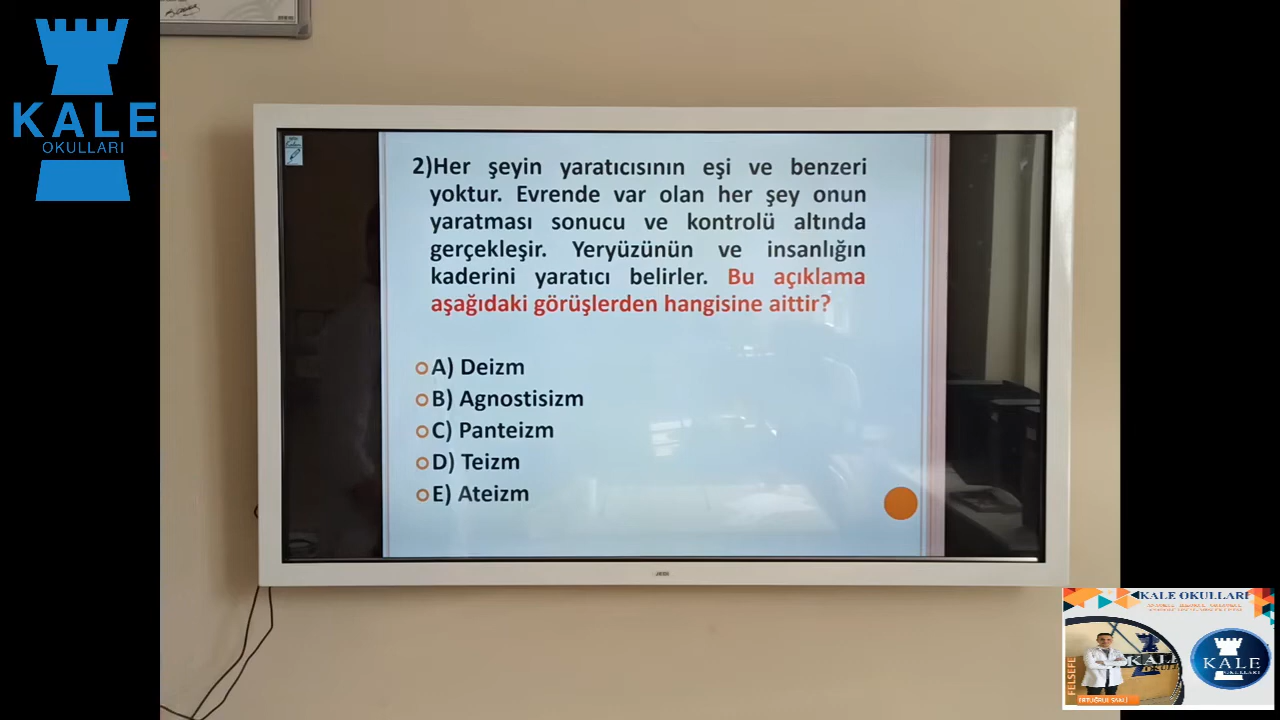 KALE
OKULLARI
2)Her şeyin yaratıcısının eşi ve benzeri
yoktur. Evrende var olan her şey onun
yaratması sonucu ve kontrolü altında
gerçekleşir. Yeryüzünün ve insanlığın
kaderini yaratıcı belirler. Bu açıklama
aşağıdaki görüşlerden hangisine aittir?
A) Deizm
B) Agnostisizm
C) Panteizm
D) Teizm
E) Ateizm
KALE OKULLARI
FELSEFE
KALE
KALE
OKULLARI